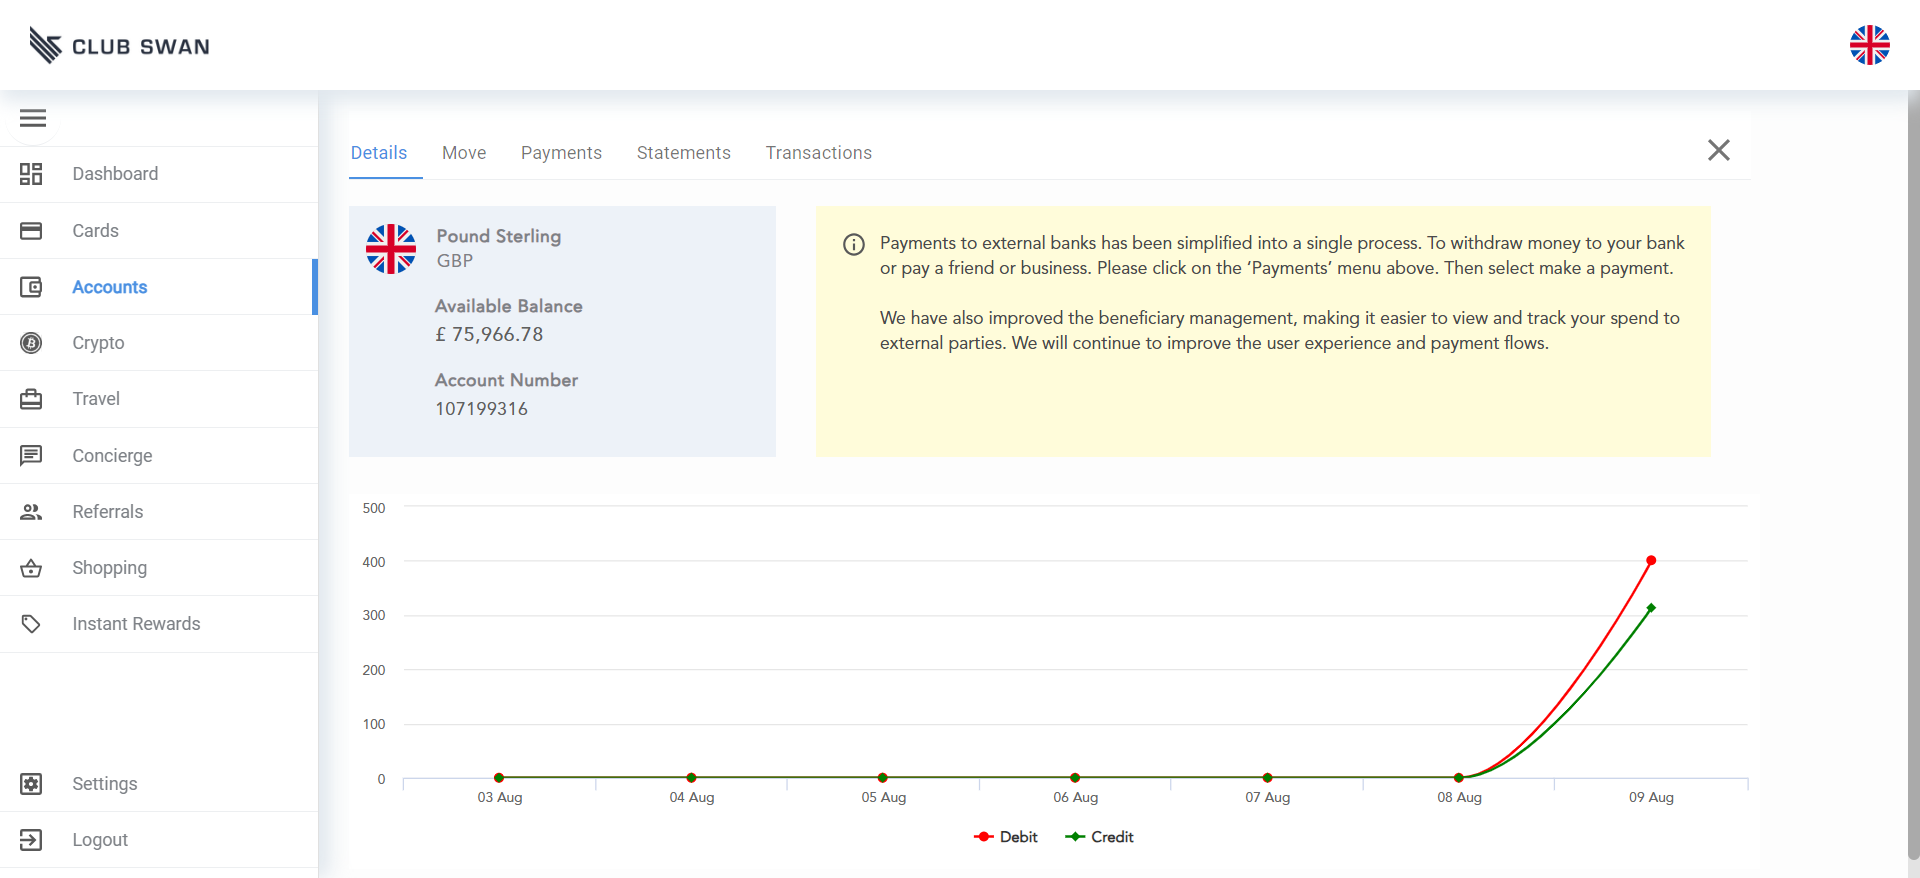 CLUB SWAN
Dashboard
Cards
Accounts
Crypto
Travel
Concierge
Referrals
Shopping
Instant Rewards
Settings
Logout
Details Move Payments Statements Transactions
Pound Sterling
GBP
Available Balance
£ 75,966.78
Account Number
107199316
Payments to external banks has been simplified into a single process. To withdraw money to your bank
or pay a friend or business. Please click on the ‘Payments’ menu above. Then select make a payment.
We have also improved the beneficiary management, making it easier to view and track your spend to
external parties. We will continue to improve the user experience and payment flows.
500
400
300
200
100
0
03 Aug 04 Aug 05 Aug 06 Aug 07 Aug 08 Aug 09 Aug
Debit Credit